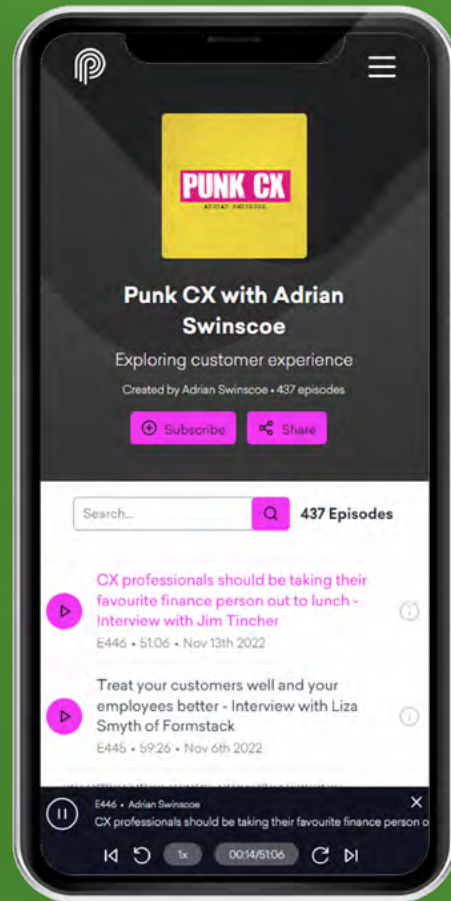 PUNK CX
ADRIAN SWINSCOE
Punk CX with Adrian
Swinscoe
Exploring customer experience
Created by Adrian Swinscoe • 437 episodes
Subscribe
Share
Search...
437 Episodes
CX professionals should be taking their
favourite finance person out to lunch -
Interview with Jim Tincher
E446 • 51:06 • Nov 13th 2022
Treat your customers well and your
employees better - Interview with Liza
Smyth of Formstack
E445 • 59:26 • Nov 6th 2022
E446 • Adrian Swinscoe
CX professionals should be taking their favourite finance person o
1x
00:14/51:06